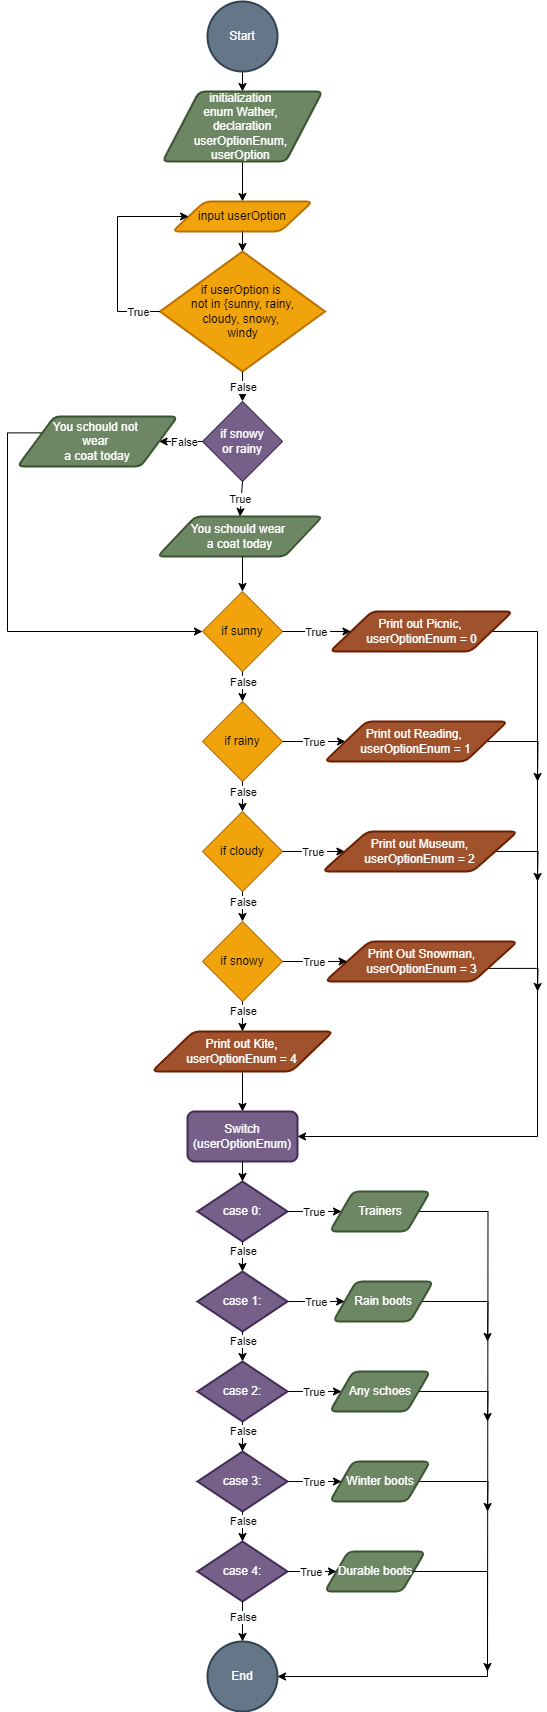 Start
initialization
enum Wather,
declaration
userOptionEnum,
userOption
input userOption
if userOption is
not in {sunny, rainy,
cloudy, snowy,
windy
True
False
You schould not
wear
a coat today
False
if snowy
or rainy
True
You schould wear
a coat today
if sunny
True
Print out Picnic,
userOptionEnum = 0
False
if rainy
True
Print out Reading,
userOptionEnum = 1
False
if cloudy
True
Print out Museum,
userOptionEnum = 2
False
if snowy
True
Print Out Snowman,
userOptionEnum = 3
False
Print out Kite,
userOptionEnum = 4
Switch
(userOptionEnum)
case 0:
True
Trainers
False
case 1:
True
Rain boots
False
case 2:
True
Any schoes
False
case 3:
True
Winter boots
False
case 4:
True
Durable boots
False
End